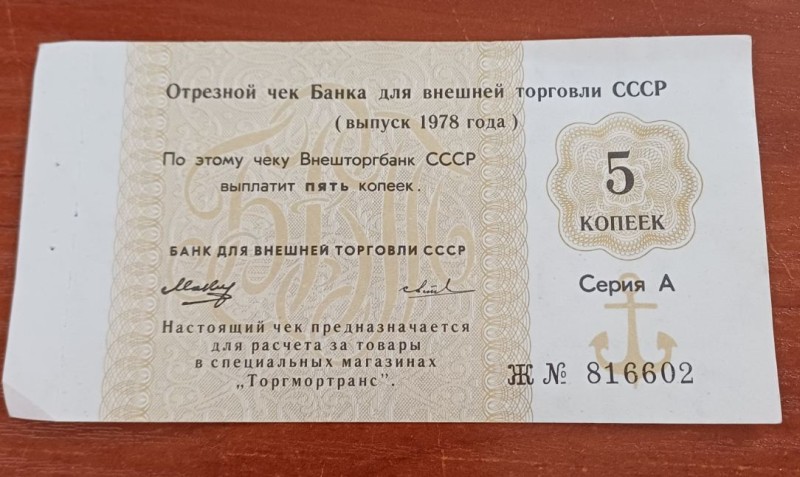 Отрезной чек Банка для внешней торговли СССР
(выпуск 1978 года)
По этому чеку Внешторгбанк СССР
выплатит пять копеек.
5
КОПЕЕК
БАНК ДЛЯ ВНЕШНЕЙ ТОРГОВЛИ СССР
Серия А
Настоящий чек предназначается
для расчета за товары
в специальных магазинах
„Торгмортранс".
Ж № 816602